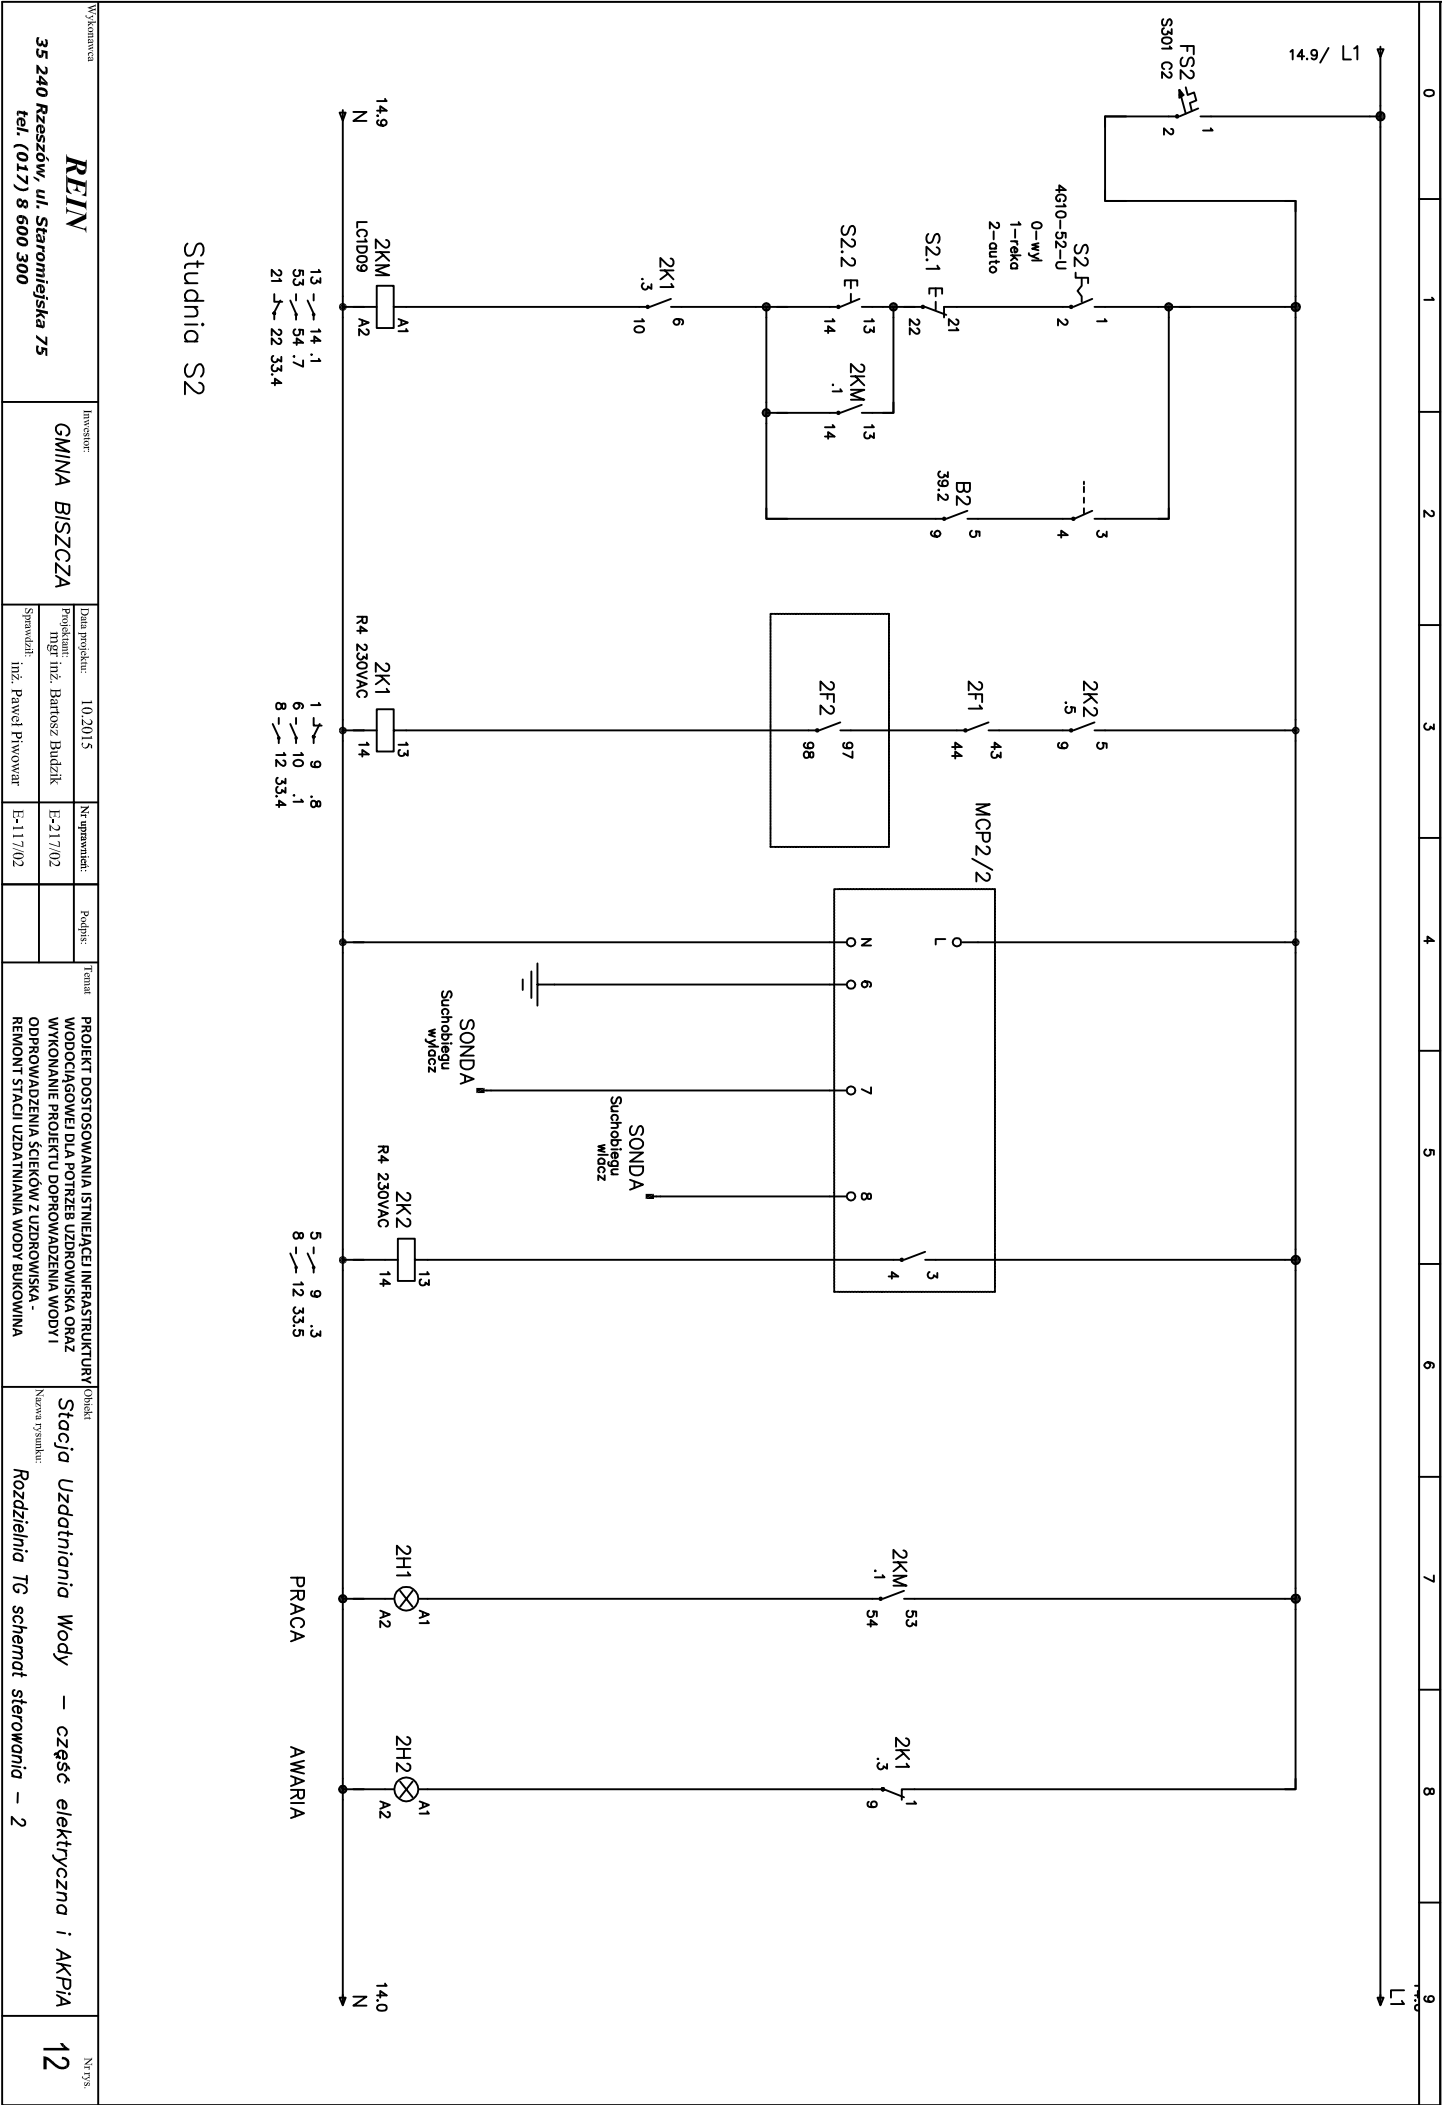 0 1 2 3 4 5 6 7 8 9
14.9/ L1
L1
FS2
S301 C2
1
2
S2
4G10-52-U
0-wyl
1-reka
2-auto
1
2
3
4
S2.1
21
22
S2.2
13
14
2KM
.1
13
14
B2
39.2
5
9
2K1
.3
6
10
2KM
LC1D09
A1
A2
13 14 .1
53 54 .7
21 22 33.4
2K2
.5
5
9
2F1
43
44
2F2
97
98
2K1
R4 230VAC
13
14
1 9 .8
6 10 .1
8 12 33.4
MCP2/2
L
N
6
7
8
3
4
SONDA
Suchobiegu
wylacz
SONDA
Suchobiegu
wlacz
2K2
R4 230VAC
13
14
5 9 .3
8 12 33.5
2KM
.1
53
54
2H1
A1
A2
PRACA
2K1
.3
1
9
2H2
A1
A2
AWARIA
14.9
N
14.0
N
Studnia S2
Wykonawca
REIN
35 240 Rzeszów, ul. Staromiejska 75
tel. (017) 8 600 300
Inwestor:
GMINA BISZCZA
Data projektu: 10.2015
Nr uprawnień:
Podpis:
Projektant:
mgr inż. Bartosz Budzik
E-217/02
Sprawdził:
inż. Paweł Piwowar
E-117/02
Temat
PROJEKT DOSTOSOWANIA ISTNIEJĄCEJ INFRASTRUKTURY
WODOCIĄGOWEJ DLA POTRZEB UZDROWISKA ORAZ
WYKONANIE PROJEKTU DOPROWADZENIA WODY I
ODPROWADZENIA ŚCIEKÓW Z UZDROWISKA -
REMONT STACJI UZDATNIANIA WODY BUKOWINA
Obiekt
Stacja Uzdatniania Wody - część elektryczna i AKPiA
Nazwa rysunku:
Rozdzielnia TG schemat sterowania - 2
Nr rys.
12